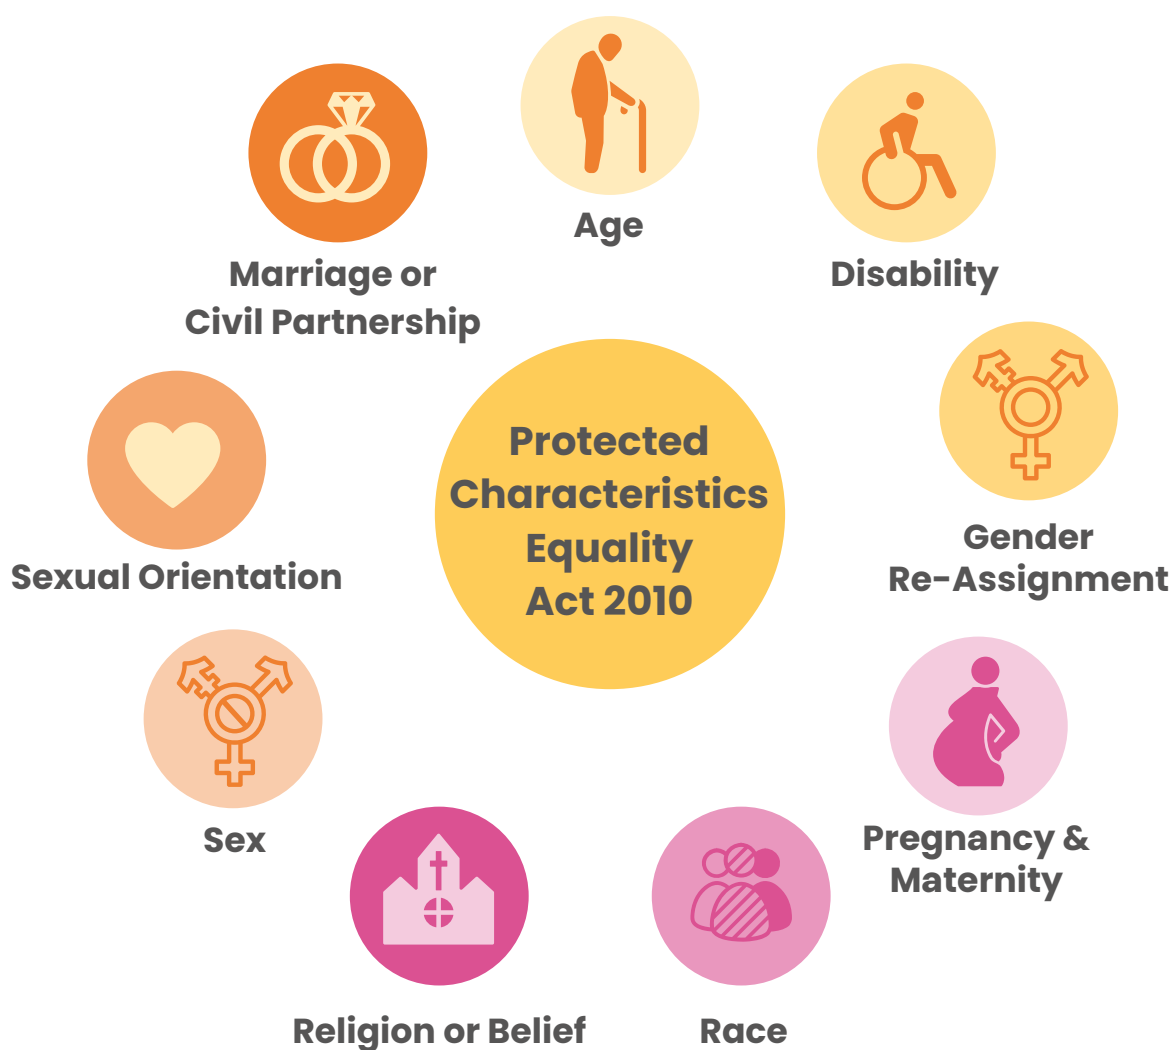 Age
Disability
Gender
Re-Assignment
Pregnancy &
Maternity
Race
Religion or Belief
Sex
Sexual Orientation
Marriage or
Civil Partnership
Protected
Characteristics
Equality
Act 2010